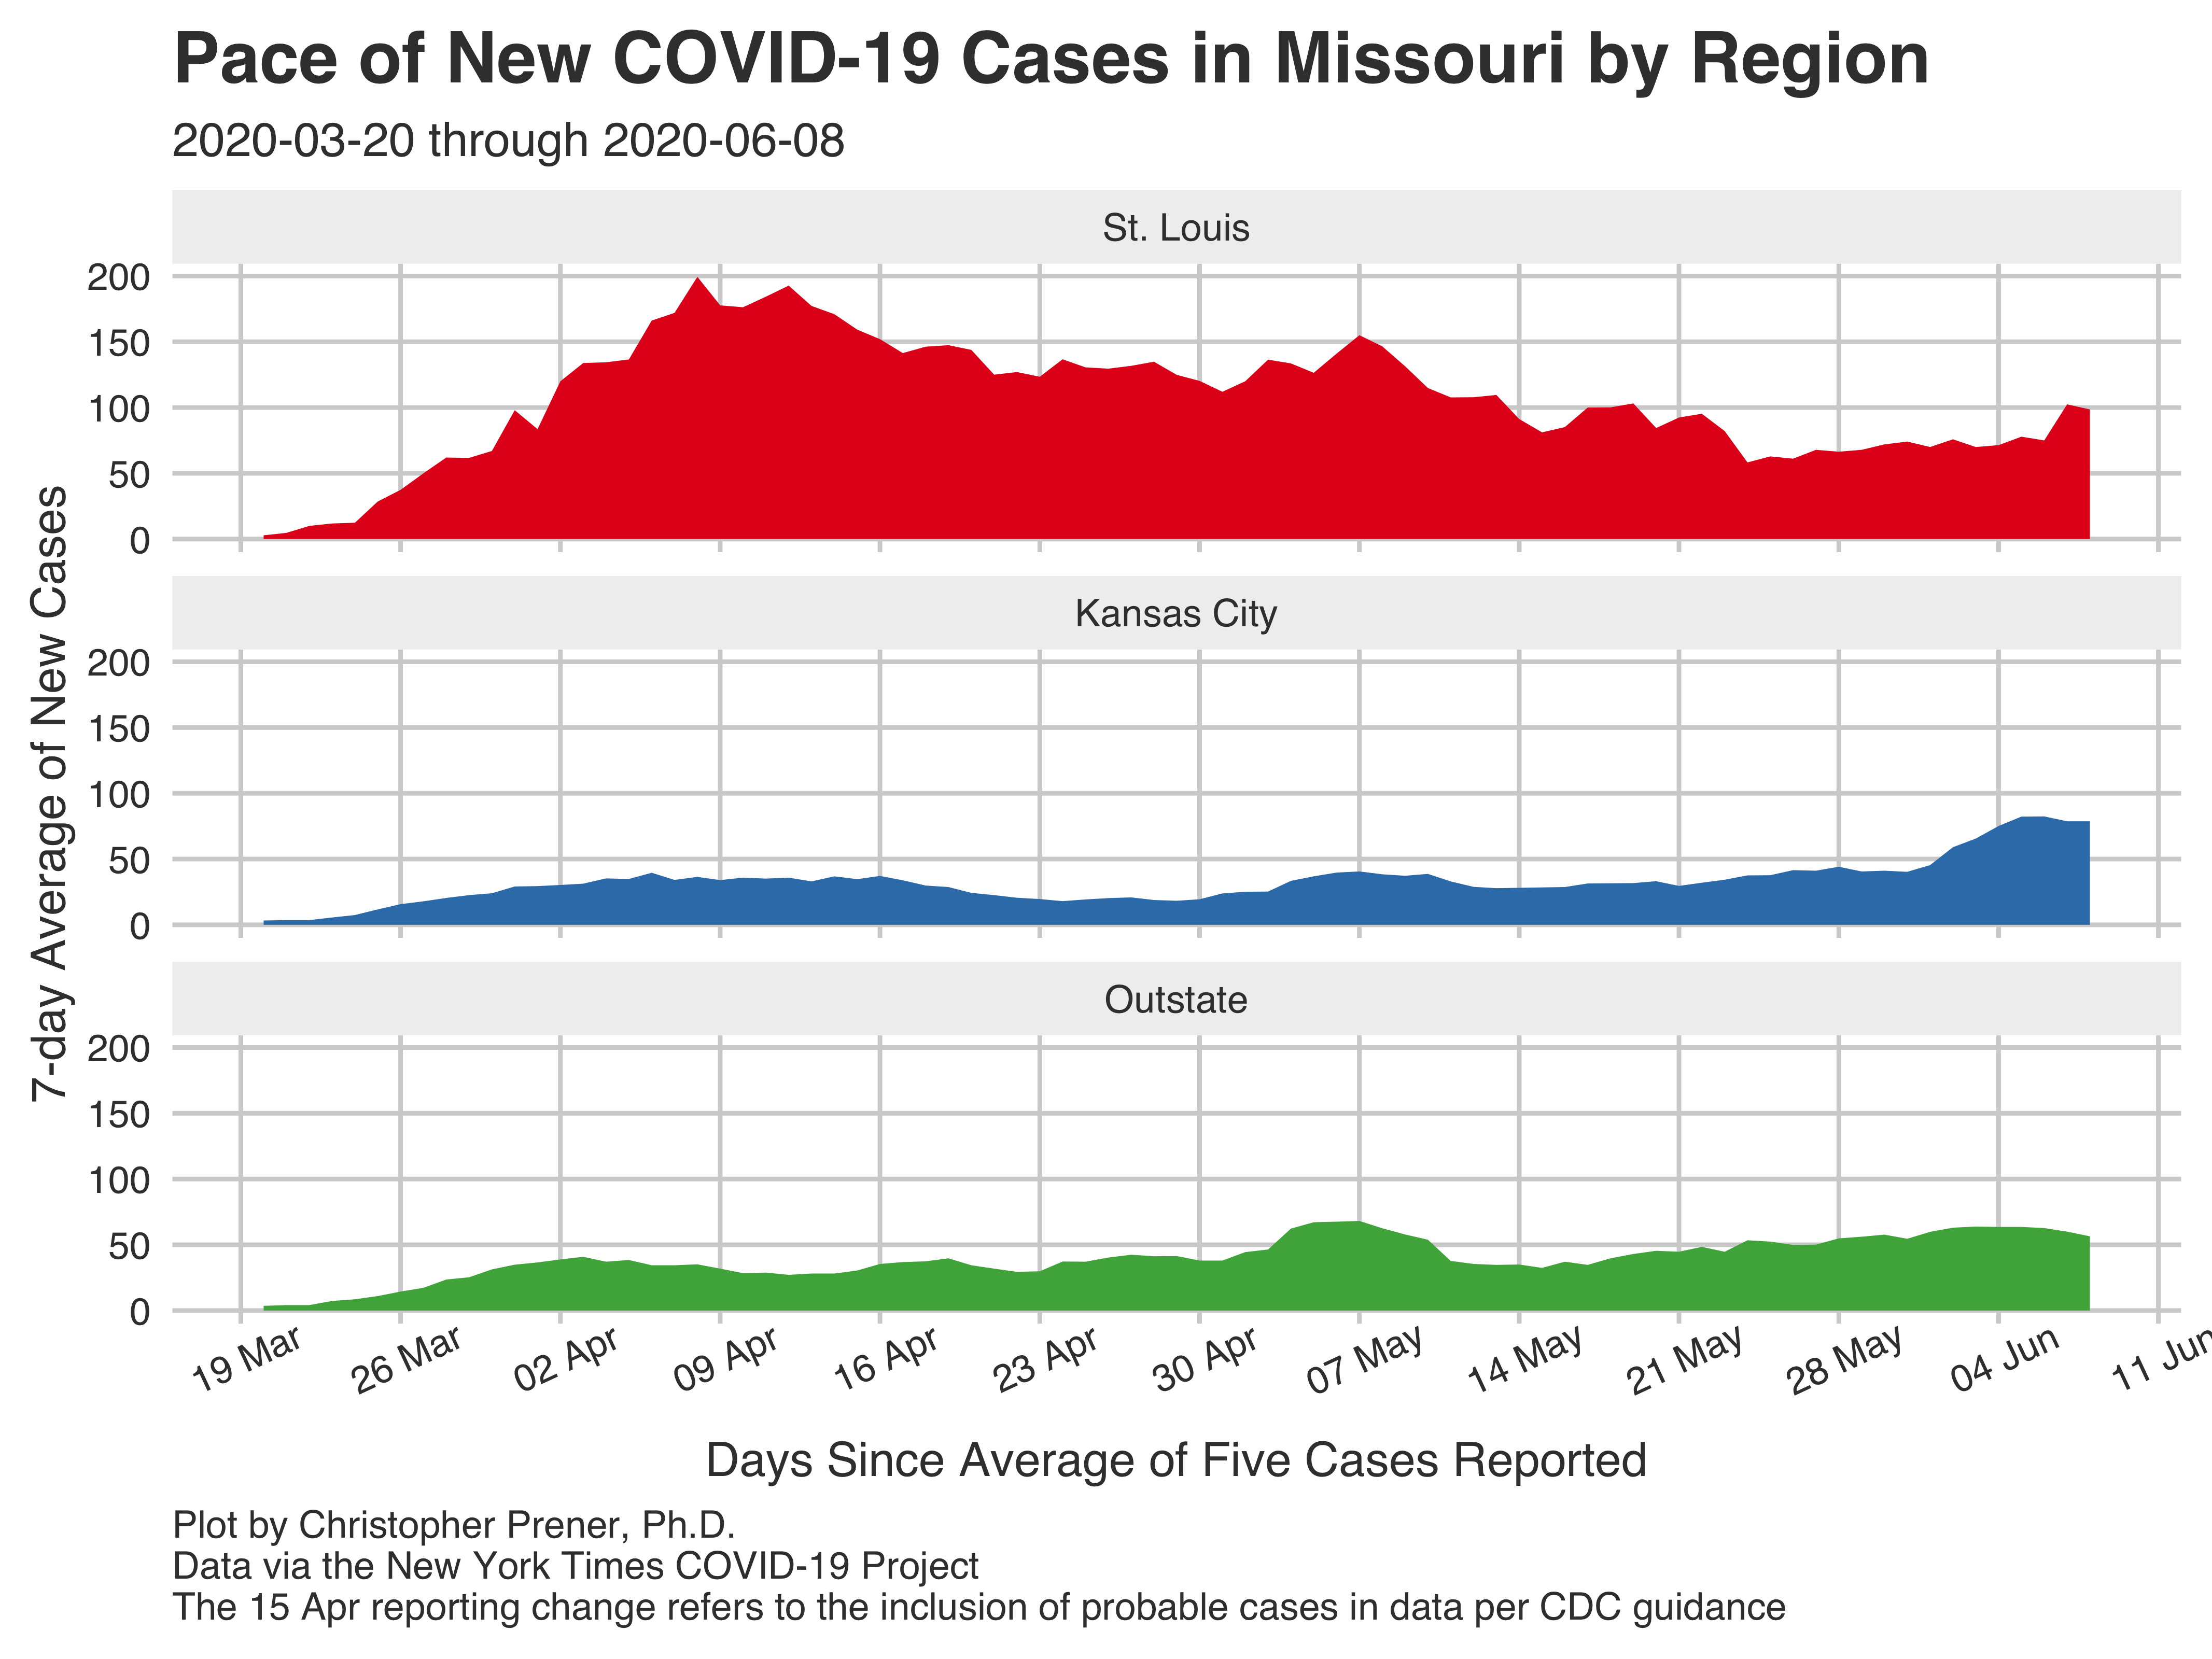 Pace of New COVID-19 Cases in Missouri by Region
2020-03-20 through 2020-06-08
7-day Average of New Cases
St. Louis
200
150
100
50
0
Kansas City
200
150
100
50
0
Outstate
200
150
100
50
0
19 Mar
26 Mar
02 Apr
09 Apr
16 Apr
23 Apr
30 Apr
07 May
14 May
21 May
28 May
04 Jun
11 Jun
Days Since Average of Five Cases Reported
Plot by Christopher Prener, Ph.D.
Data via the New York Times COVID-19 Project
The 15 Apr reporting change refers to the inclusion of probable cases in data per CDC guidance